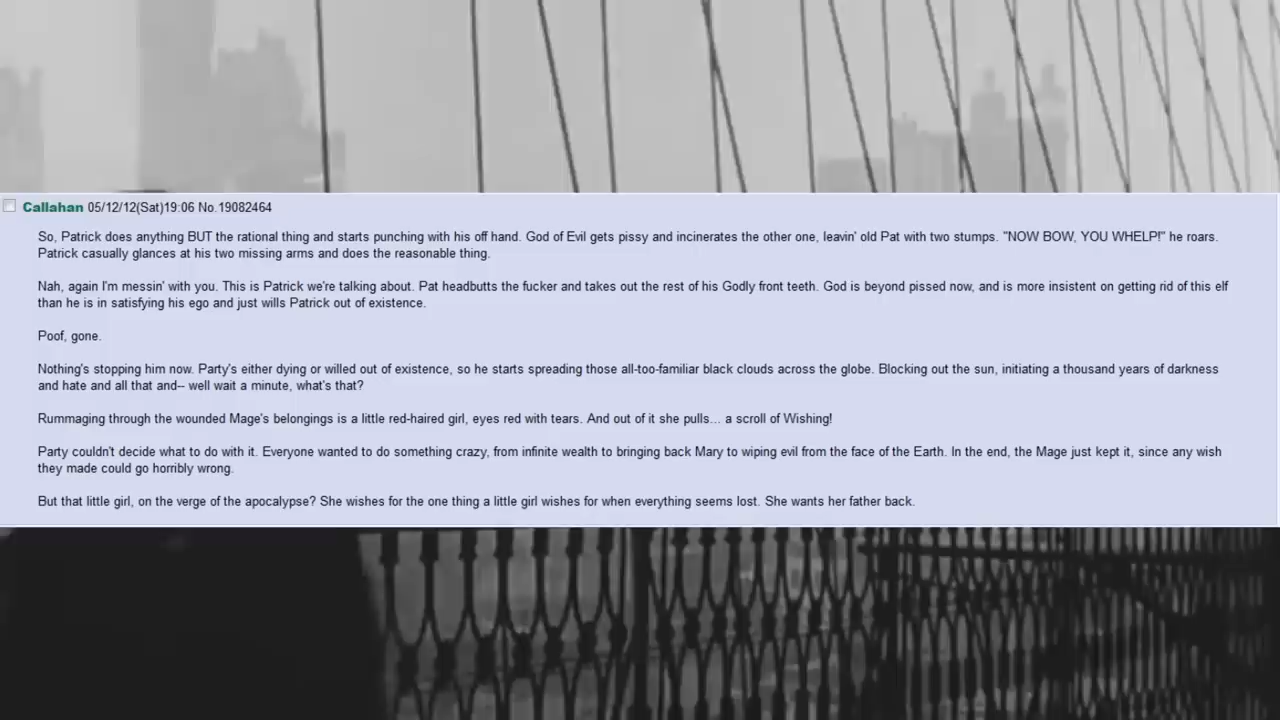 Callahan 05/12/12(Sat)19:06 No.19082464
So, Patrick does anything BUT the rational thing and starts punching with his off hand. God of Evil gets pissy and incinerates the other one, leavin' old Pat with two stumps. "NOW BOW, YOU WHELP!" he roars.
Patrick casually glances at his two missing arms and does the reasonable thing.
Nah, again I'm messin' with you. This is Patrick we're talking about. Pat headbutts the fucker and takes out the rest of his Godly front teeth. God is beyond pissed now, and is more insistent on getting rid of this elf
than he is in satisfying his ego and just wills Patrick out of existence.
Poof, gone.
Nothing's stopping him now. Party's either dying or willed out of existence, so he starts spreading those all-too-familiar black clouds across the globe. Blocking out the sun, initiating a thousand years of darkness
and hate and all that and-- well wait a minute, what's that?
Rummaging through the wounded Mage's belongings is a little red-haired girl, eyes red with tears. And out of it she pulls... a scroll of Wishing!
Party couldn't decide what to do with it. Everyone wanted to do something crazy, from infinite wealth to bringing back Mary to wiping evil from the face of the Earth. In the end, the Mage just kept it, since any wish
they made could go horribly wrong.
But that little girl, on the verge of the apocalypse? She wishes for the one thing a little girl wishes for when everything seems lost. She wants her father back.